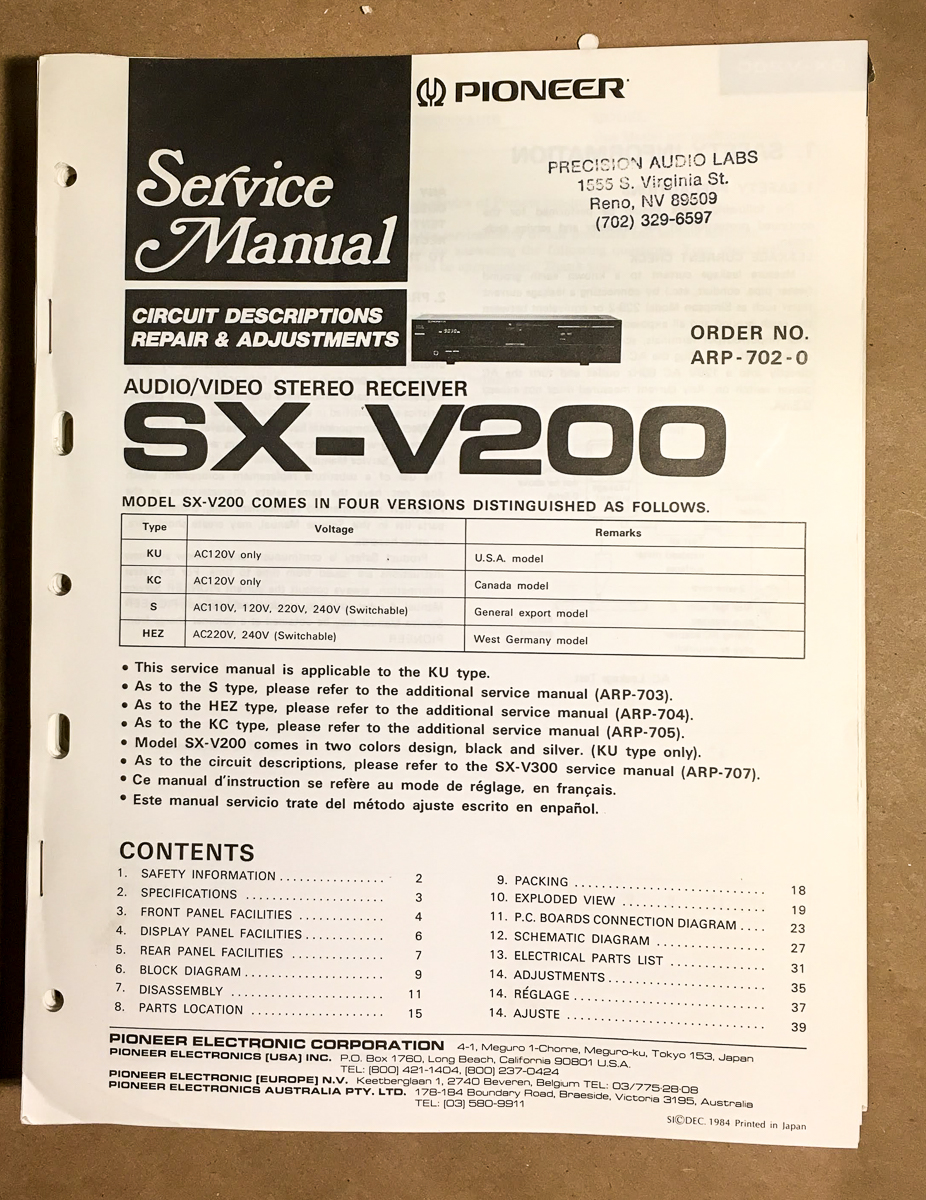 Service
Manual
PIONEER
PRECISION AUDIO LABS
1555 S. Virginia St.
Reno, NV 89509
(702) 329-6597
CIRCUIT DESCRIPTIONS
REPAIR & ADJUSTMENTS
ORDER NO.
ARP-702-0
AUDIO/VIDEO STEREO RECEIVER
SX-V200
MODEL SX-V200 COMES IN FOUR VERSIONS DISTINGUISHED AS FOLLOWS.
Type Voltage Remarks
KU AC120V only U.S.A. model
KC AC120V only Canada model
S AC110V, 120V, 220V, 240V (Switchable) General export model
HEZ AC220V, 240V (Switchable) West Germany model
• This service manual is applicable to the KU type.
• As to the S type, please refer to the additional service manual (ARP-703).
• As to the HEZ type, please refer to the additional service manual (ARP-704).
• As to the KC type, please refer to the additional service manual (ARP-705).
• Model SX-V200 comes in two colors design, black and silver. (KU type only).
• As to the circuit descriptions, please refer to the SX-V300 service manual (ARP-707).
• Ce manual d'instruction se refère au mode de réglage, en français.
• Este manual servicio trate del método ajuste escrito en enpañol.
CONTENTS
1. SAFETY INFORMATION ................ 2
2. SPECIFICATIONS ...................... 3
3. FRONT PANEL FACILITIES ............. 4
4. DISPLAY PANEL FACILITIES ............ 6
5. REAR PANEL FACILITIES .............. 7
6. BLOCK DIAGRAM ..................... 9
7. DISASSEMBLY ....................... 11
8. PARTS LOCATION .................... 15
9. PACKING ............................ 18
10. EXPLODED VIEW ..................... 19
11. P.C. BOARDS CONNECTION DIAGRAM .... 23
12. SCHEMATIC DIAGRAM ................ 27
13. ELECTRICAL PARTS LIST .............. 31
14. ADJUSTMENTS ....................... 35
14. RÉGLAGE ............................ 37
14. AJUSTE ............................. 39
PIONEER ELECTRONIC CORPORATION 4-1, Meguro 1-Chome, Meguro-ku, Tokyo 153, Japan
PIONEER ELECTRONICS [USA] INC. P.O. Box 1760, Long Beach, California 90801 U.S.A.
TEL: [800] 421-1404, [800] 237-0424
PIONEER ELECTRONIC [EUROPE] N.V. Keetberglaan 1, 2740 Beveren, Belgium TEL: 03/775·28·08
PIONEER ELECTRONICS AUSTRALIA PTY. LTD. 178-184 Boundary Road, Braeside, Victoria 3195, Australia
TEL: [03] 580-9911
SI©DEC. 1984 Printed in Japan